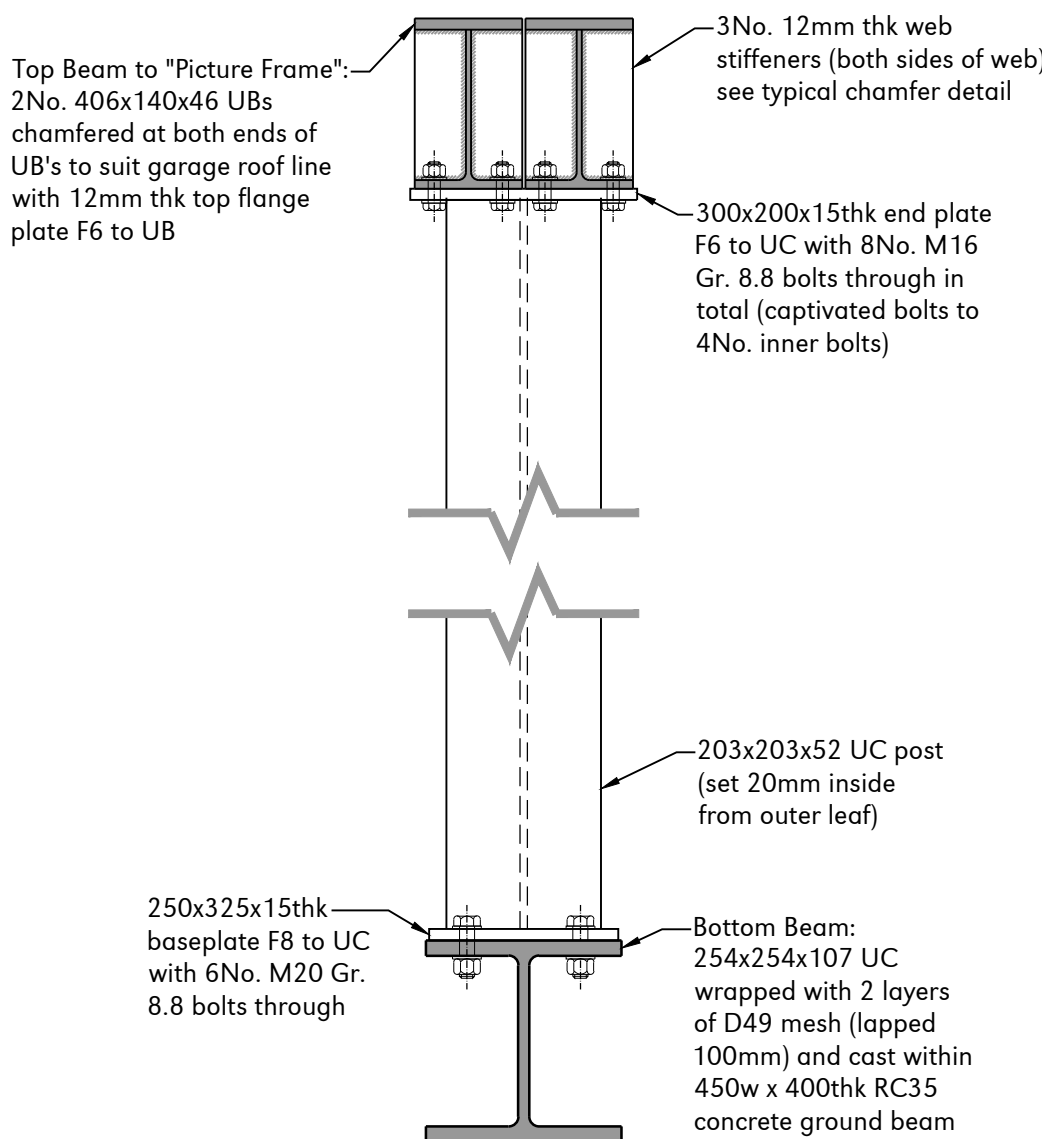 Top Beam to "Picture Frame":
2No. 406x140x46 UBs
chamfered at both ends of
UB's to suit garage roof line
with 12mm thk top flange
plate F6 to UB
3No. 12mm thk web
stiffeners (both sides of web)
see typical chamfer detail
300x200x15thk end plate
F6 to UC with 8No. M16
Gr. 8.8 bolts through in
total (captivated bolts to
4No. inner bolts)
203x203x52 UC post
(set 20mm inside
from outer leaf)
250x325x15thk
baseplate F8 to UC
with 6No. M20 Gr.
8.8 bolts through
Bottom Beam:
254x254x107 UC
wrapped with 2 layers
of D49 mesh (lapped
100mm) and cast within
450w x 400thk RC35
concrete ground beam